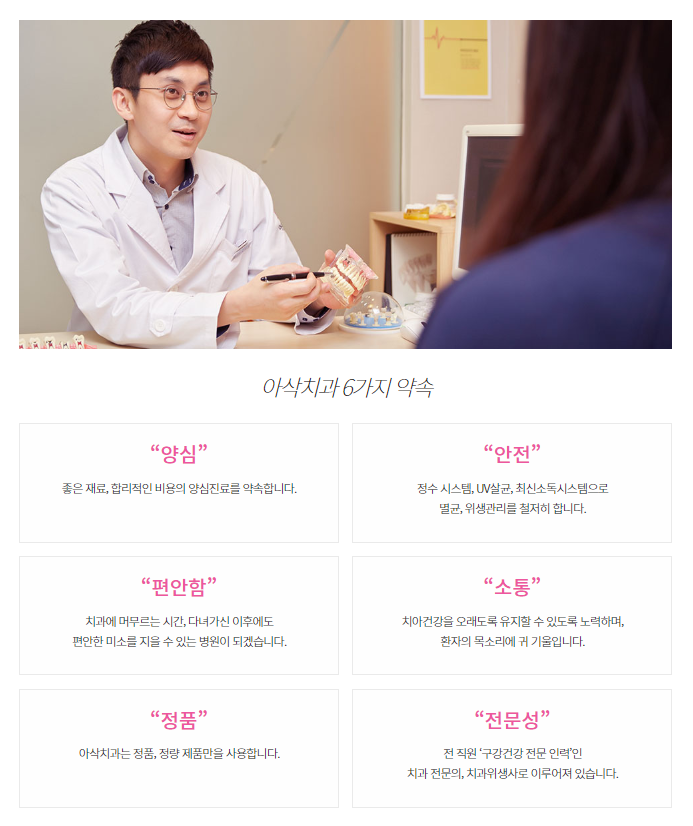 아삭치과 6가지 약속
“양심”
좋은 재료, 합리적인 비용의 양심진료를 약속합니다.
“안전”
정수 시스템, UV살균, 최신소독시스템으로
멸균, 위생관리를 철저히 합니다.
“편안함”
치과에 머무르는 시간, 다녀가신 이후에도
편안한 미소를 지을 수 있는 병원이 되겠습니다.
“소통”
치아건강을 오래도록 유지할 수 있도록 노력하며,
환자의 목소리에 귀 기울입니다.
“정품”
아삭치과는 정품, 정량 제품만을 사용합니다.
“전문성”
전 직원 ‘구강건강 전문 인력’인
치과 전문의, 치과위생사로 이루어져 있습니다.